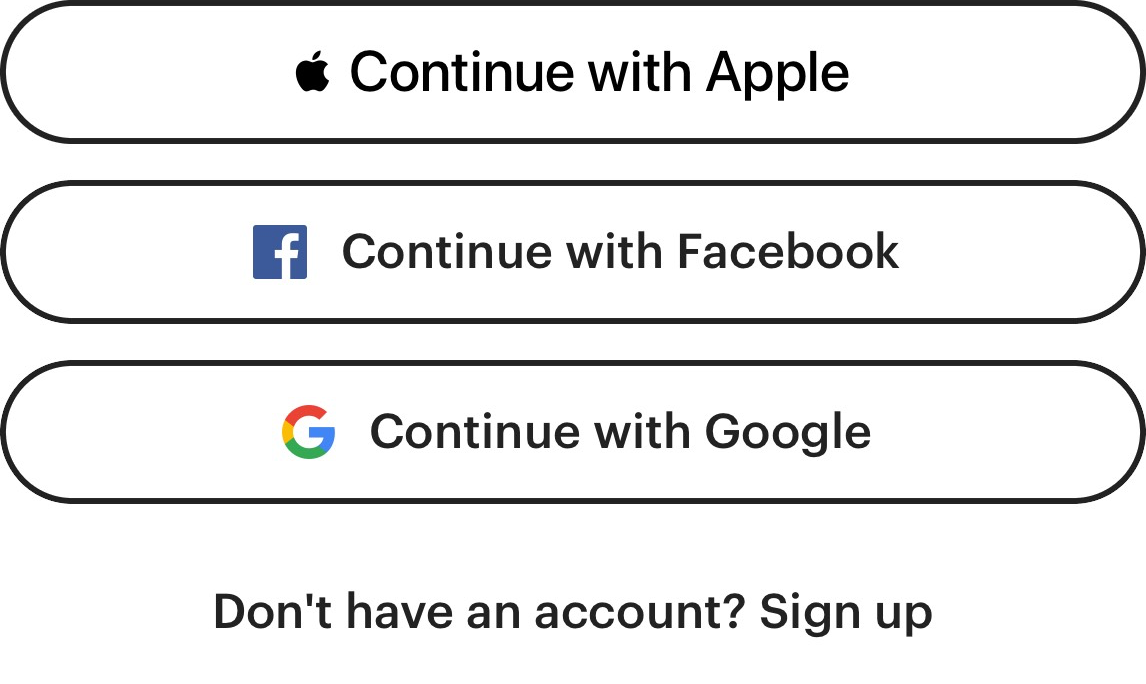 Continue with Apple
Continue with Facebook
Continue with Google
Don't have an account? Sign up